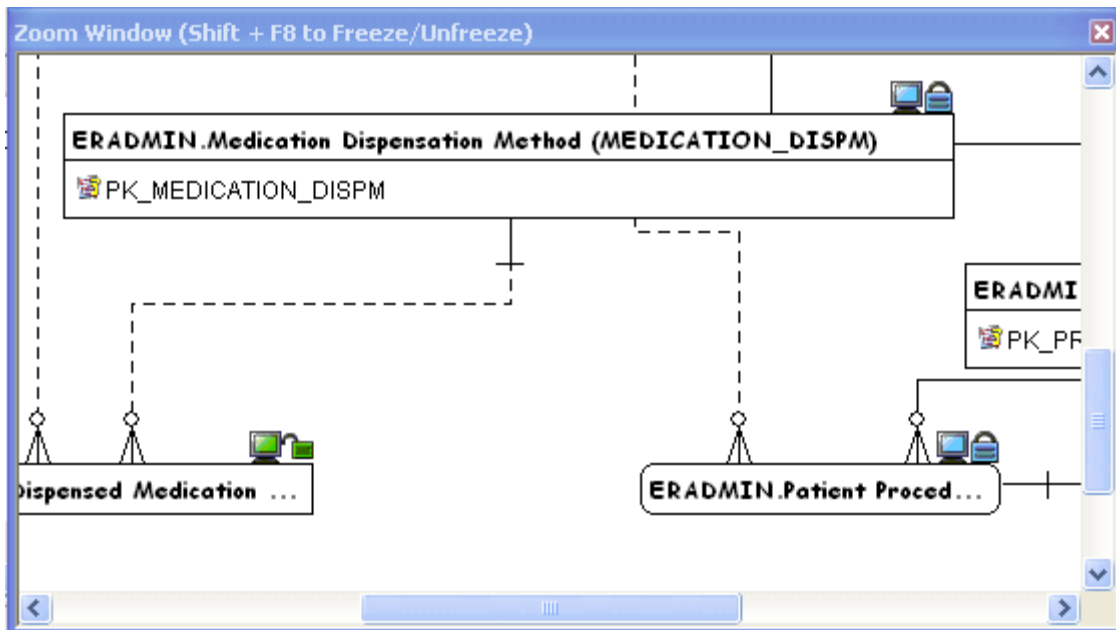 Zoom Window (Shift + F8 to Freeze/Unfreeze)
ERADMIN.Medication Dispensation Method (MEDICATION_DISPM)
PK_MEDICATION_DISPM
ERADMI
PK_PR
Dispensed Medication ...
ERADMIN.Patient Proced...